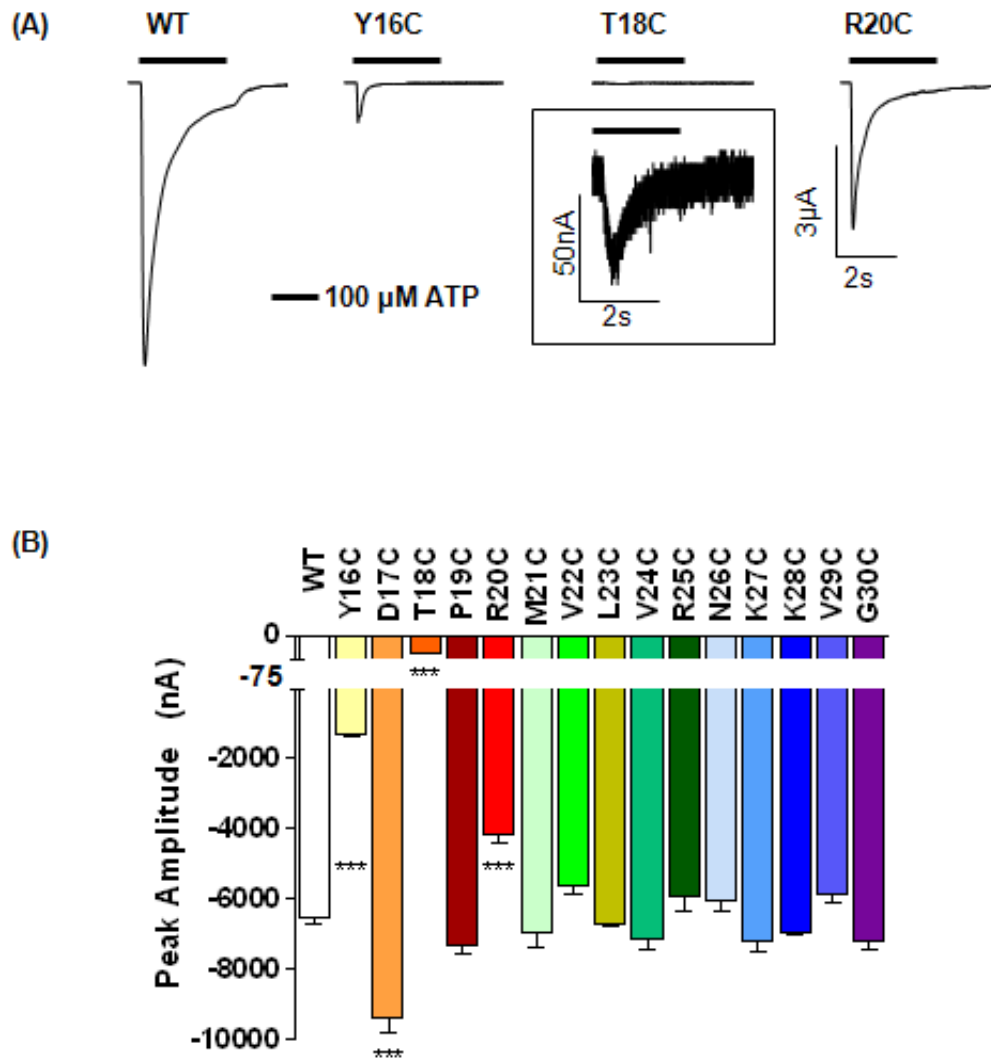 (A)
WT
Y16C
T18C
R20C
50nA
2s
3µA
2s
100 µM ATP
(B)
WT
Y16C
D17C
T18C
P19C
R20C
M21C
V22C
L23C
V24C
R25C
N26C
K27C
K28C
V29C
G30C
Peak Amplitude (nA)
0
-75
-2000
-4000
-6000
-8000
-10000
***
***
***
***